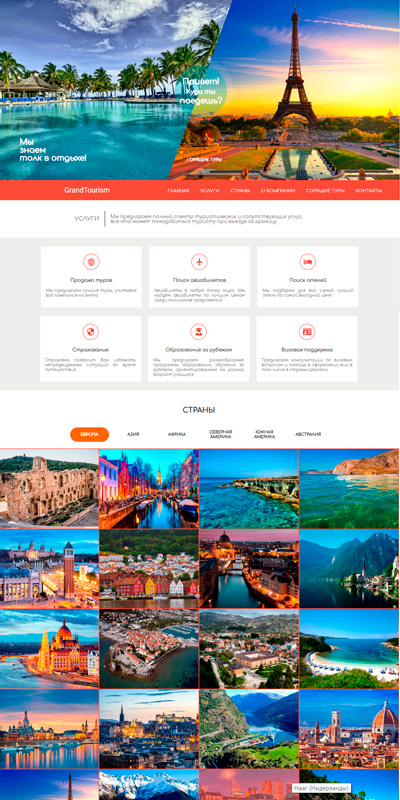 Привет!
Куда ты
поедешь?
Мы
знаем
толк в отдыхе!
ГОРЯЩИЕ ТУРЫ
GrandTourism
ГЛАВНАЯ УСЛУГИ СТРАНЫ О КОМПАНИИ ГОРЯЩИЕ ТУРЫ КОНТАКТЫ
УСЛУГИ
Мы предлагаем полный спектр туристических и сопутствующих услуг,
все что может понадобиться туристу при выезде за границу
Продажа туров
Мы предлагаем лучшие туры, учитывая
все пожелания клиента
Поиск авиабилетов
Авиабилеты в любую точку мира. Мы
найдем авиабилеты по лучшим ценам
среди миллионов предложений
Поиск отелей
Мы подберем для вас самый лучший
отель по самой выгодной цене
Страхование
Страховка позволит Вам избежать
непредвиденных ситуаций во время
путешествия
Образование за рубежом
Мы предлагаем разнообразные
программы образования, обучения за
рубежом, ориентированные на разный
возраст учащихся
Визовая поддержка
Предлагаем консультации по визовым
вопросам и помощь в оформлении виз, в
том числе в страны Шенгена
СТРАНЫ
ЕВРОПА АЗИЯ АФРИКА СЕВЕРНАЯ АМЕРИКА ЮЖНАЯ АМЕРИКА АВСТРАЛИЯ
Нааг (Нидерланды)